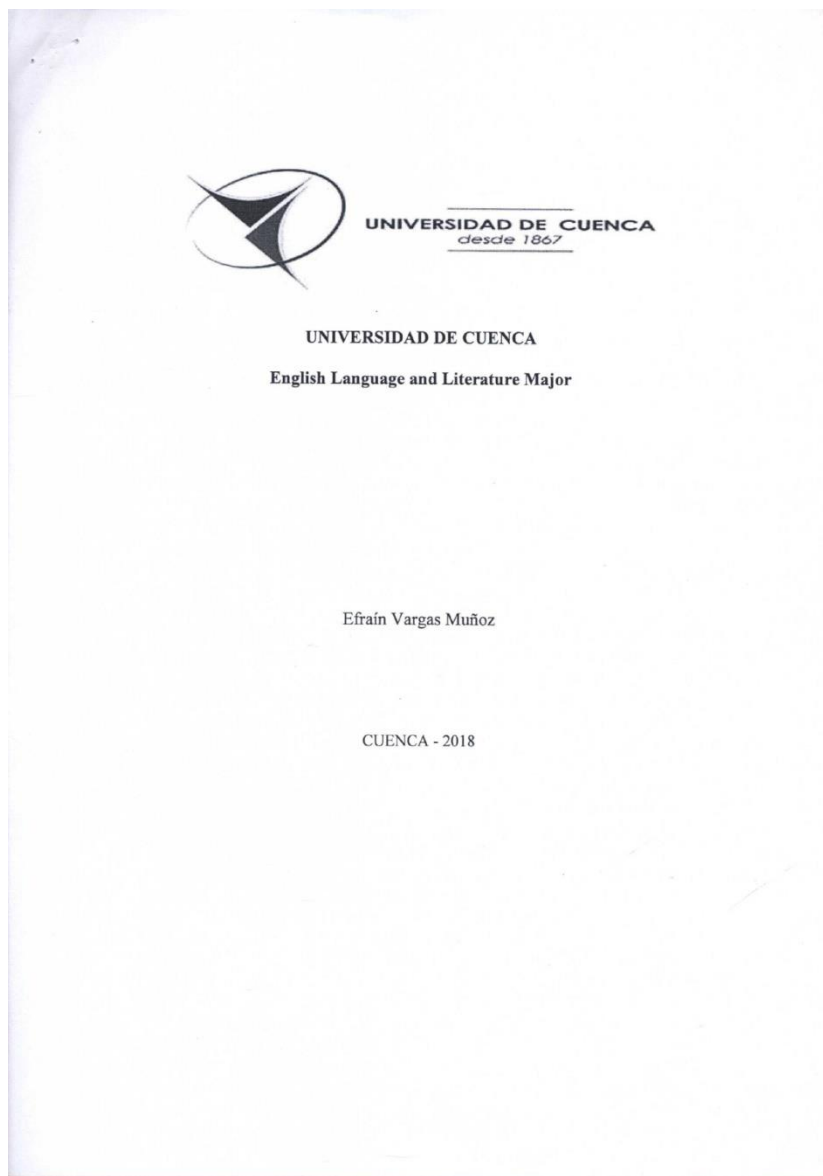 UNIVERSIDAD DE CUENCA
desde 1867
UNIVERSIDAD DE CUENCA
English Language and Literature Major
Efraín Vargas Muñoz
CUENCA - 2018